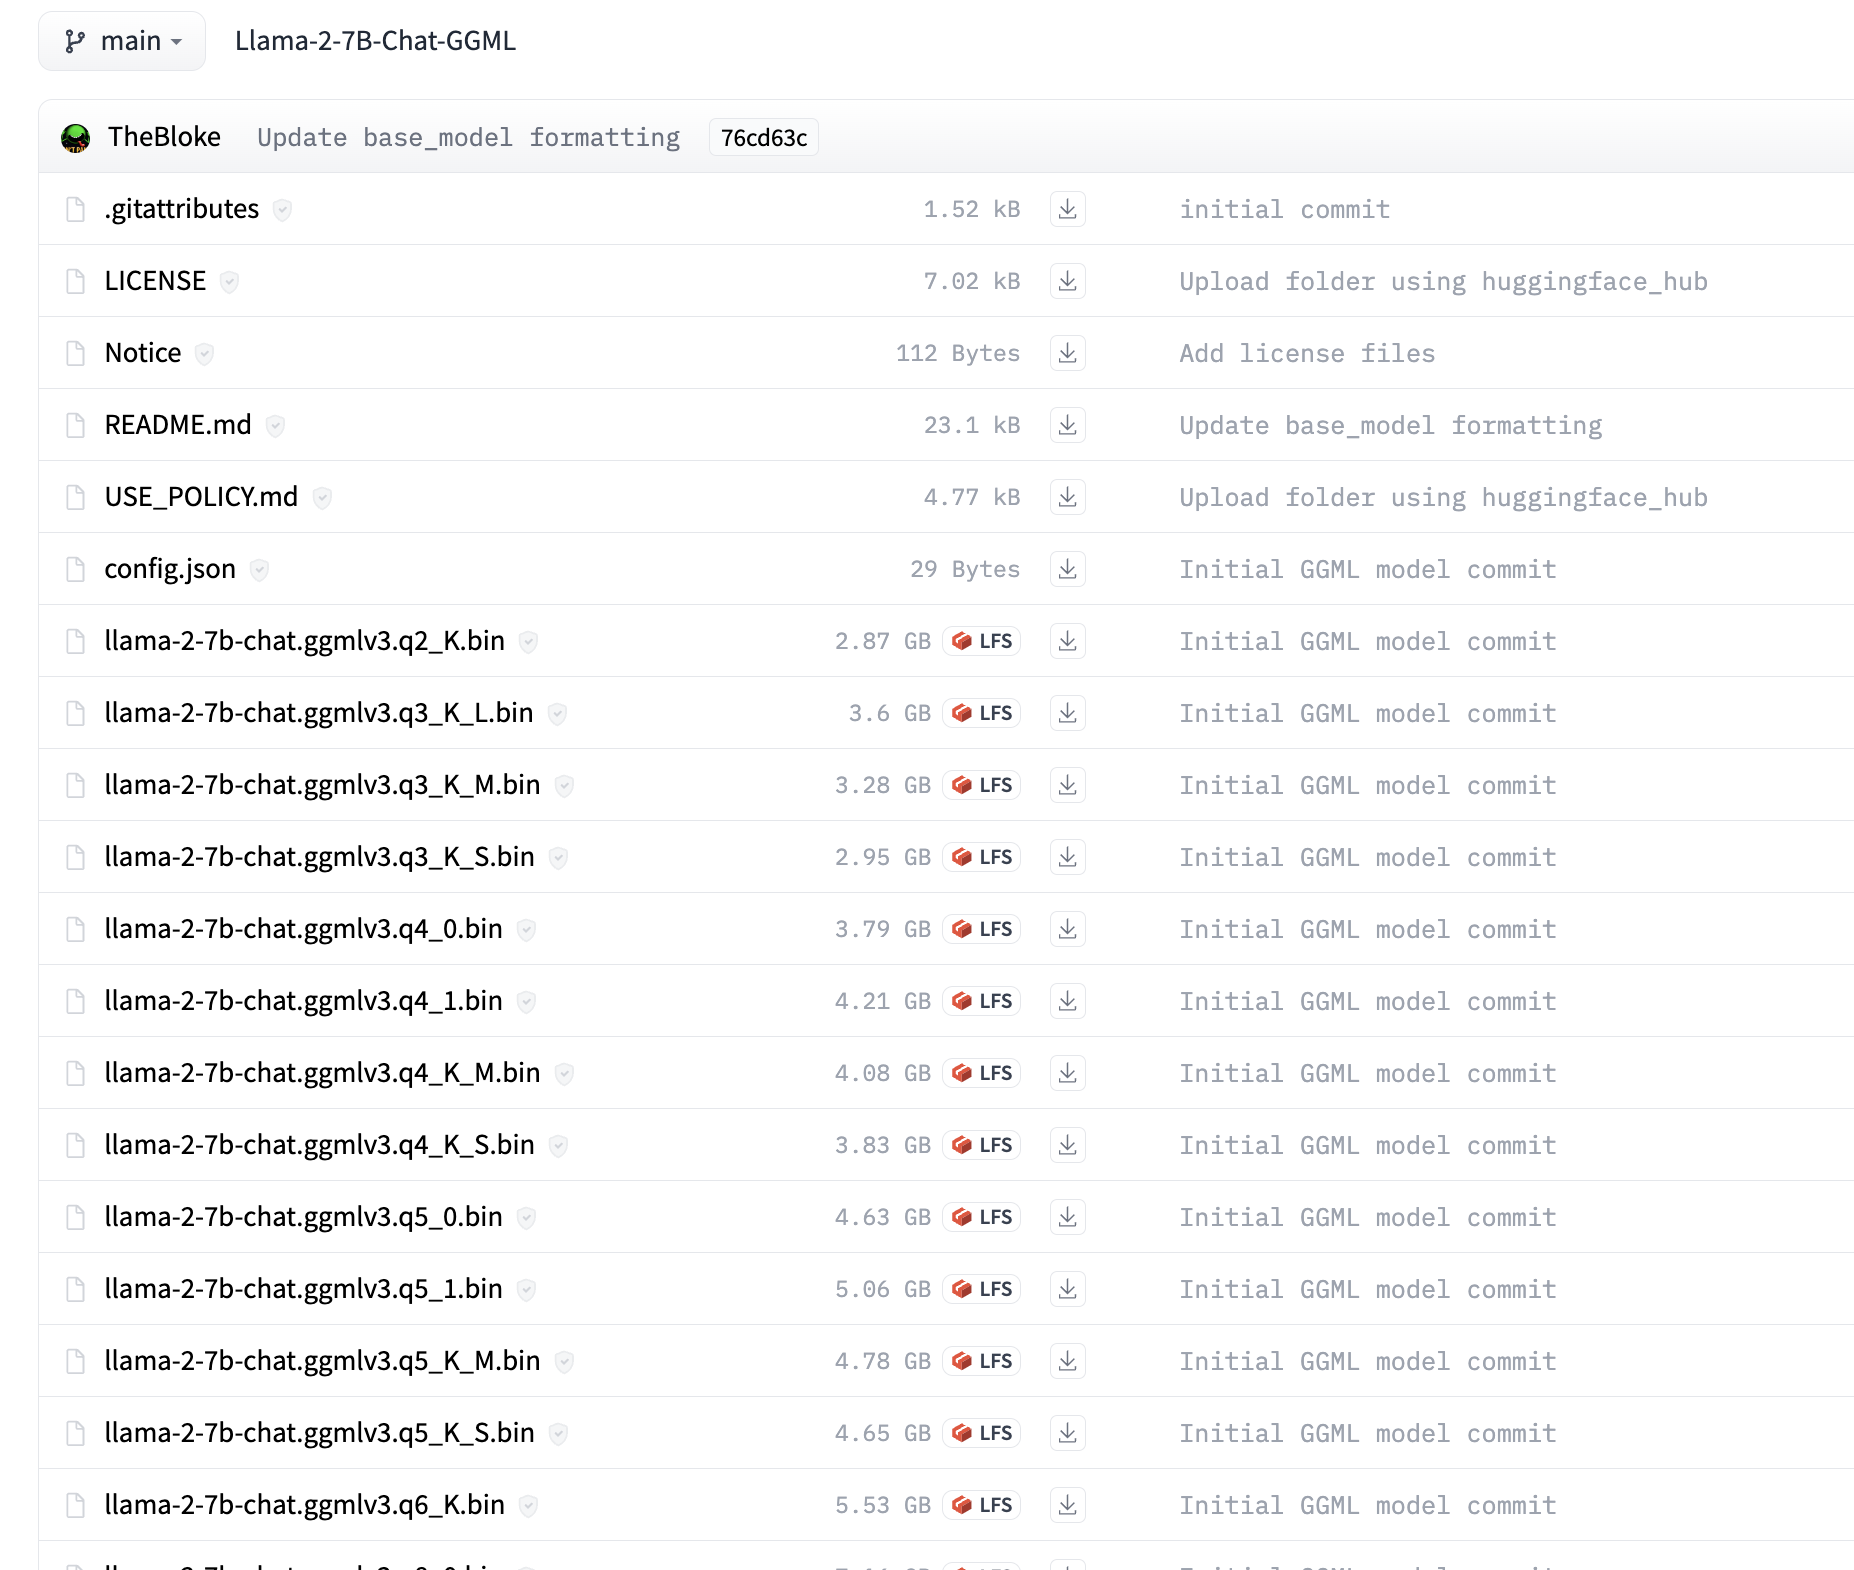 main Llama-2-7B-Chat-GGML
TheBloke Update base_model formatting 76cd63c
.gitattributes 1.52 kB initial commit
LICENSE 7.02 kB Upload folder using huggingface_hub
Notice 112 Bytes Add license files
README.md 23.1 kB Update base_model formatting
USE_POLICY.md 4.77 kB Upload folder using huggingface_hub
config.json 29 Bytes Initial GGML model commit
llama-2-7b-chat.ggmlv3.q2_K.bin 2.87 GB LFS Initial GGML model commit
llama-2-7b-chat.ggmlv3.q3_K_L.bin 3.6 GB LFS Initial GGML model commit
llama-2-7b-chat.ggmlv3.q3_K_M.bin 3.28 GB LFS Initial GGML model commit
llama-2-7b-chat.ggmlv3.q3_K_S.bin 2.95 GB LFS Initial GGML model commit
llama-2-7b-chat.ggmlv3.q4_0.bin 3.79 GB LFS Initial GGML model commit
llama-2-7b-chat.ggmlv3.q4_1.bin 4.21 GB LFS Initial GGML model commit
llama-2-7b-chat.ggmlv3.q4_K_M.bin 4.08 GB LFS Initial GGML model commit
llama-2-7b-chat.ggmlv3.q4_K_S.bin 3.83 GB LFS Initial GGML model commit
llama-2-7b-chat.ggmlv3.q5_0.bin 4.63 GB LFS Initial GGML model commit
llama-2-7b-chat.ggmlv3.q5_1.bin 5.06 GB LFS Initial GGML model commit
llama-2-7b-chat.ggmlv3.q5_K_M.bin 4.78 GB LFS Initial GGML model commit
llama-2-7b-chat.ggmlv3.q5_K_S.bin 4.65 GB LFS Initial GGML model commit
llama-2-7b-chat.ggmlv3.q6_K.bin 5.53 GB LFS Initial GGML model commit